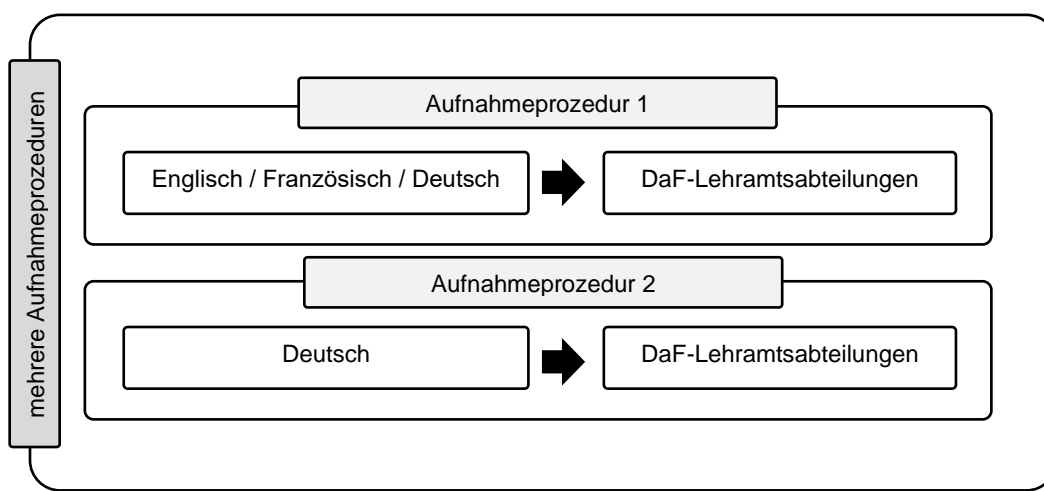 mehrere Aufnahmeprozeduren
Aufnahmeprozedur 1
Englisch / Französisch / Deutsch
DaF-Lehramtsabteilungen
Aufnahmeprozedur 2
Deutsch
DaF-Lehramtsabteilungen